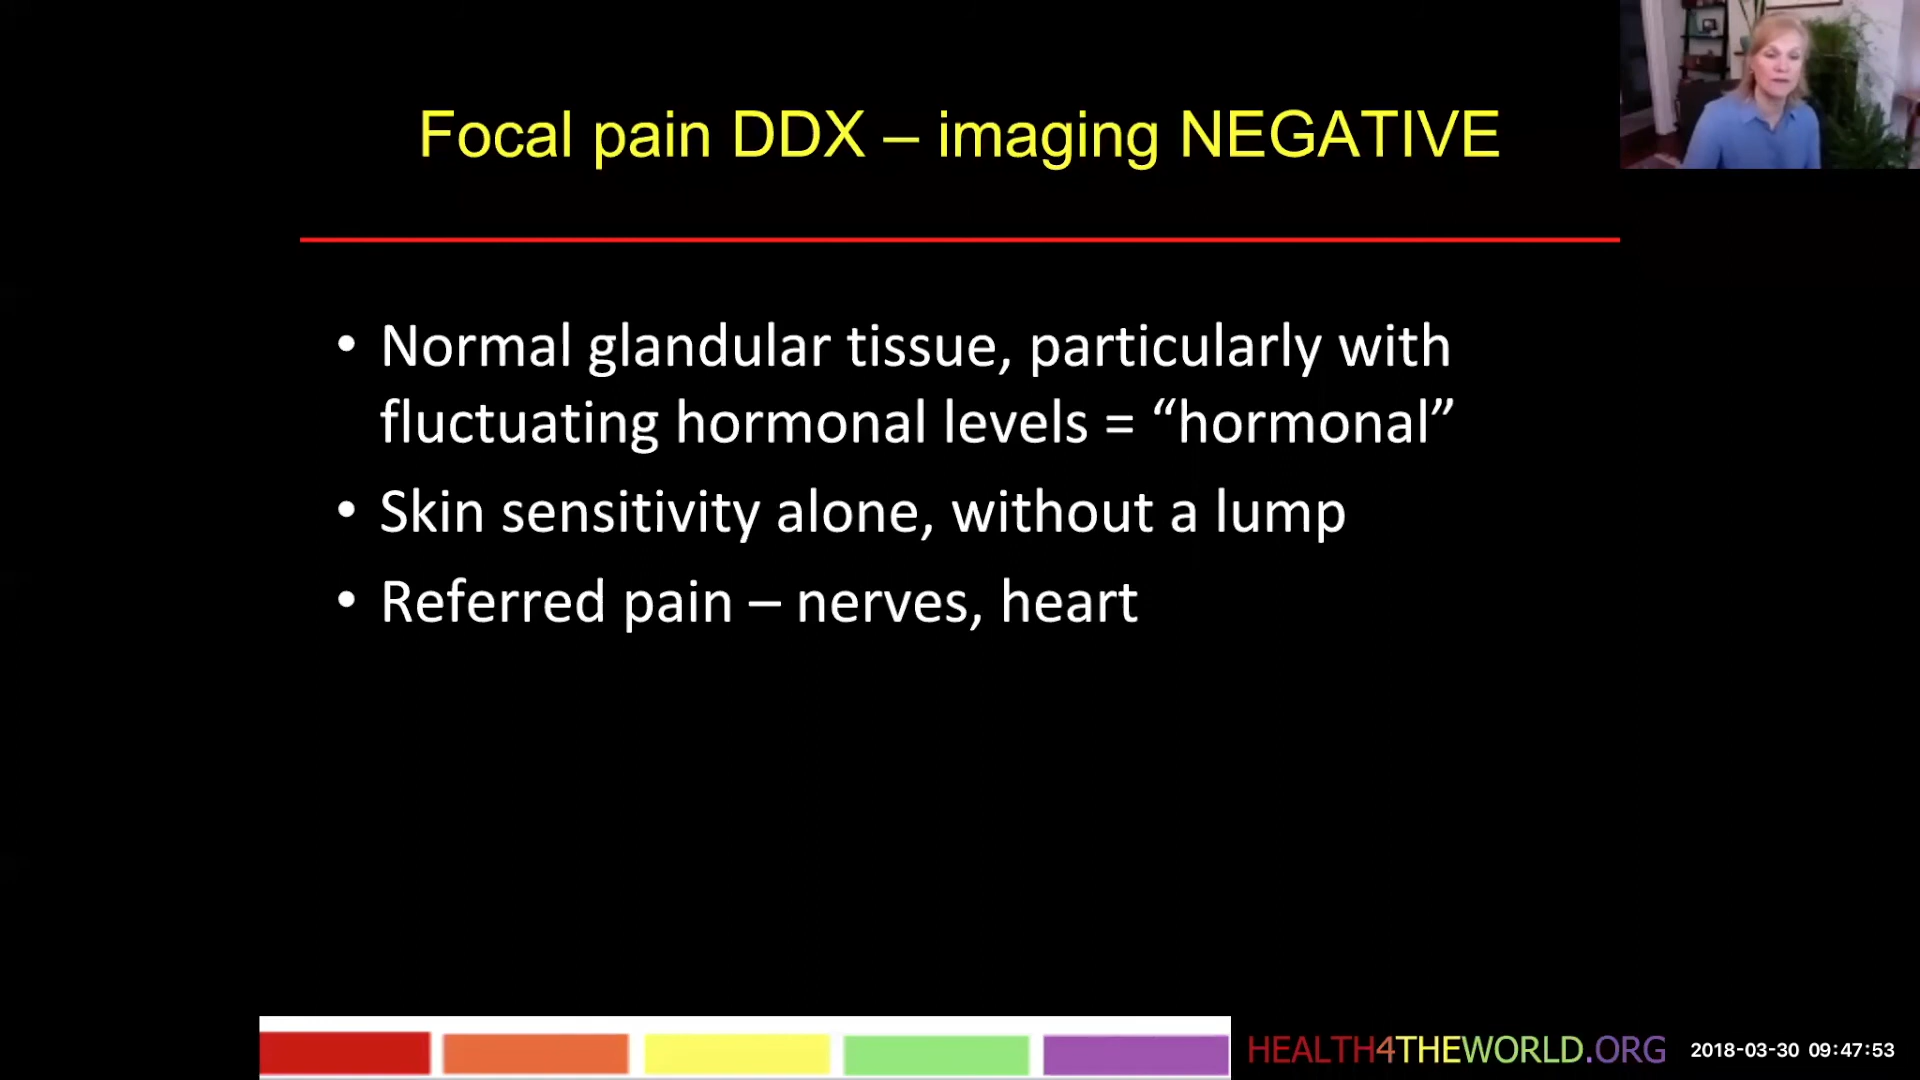 Focal pain DDX – imaging NEGATIVE
• Normal glandular tissue, particularly with
fluctuating hormonal levels = “hormonal”
• Skin sensitivity alone, without a lump
• Referred pain – nerves, heart
HEALTH4THEWORLD.ORG
2018-03-30 09:47:53